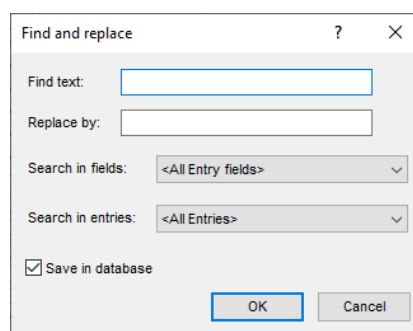 Find and replace ?
Find text:
Replace by:
Search in fields: <All Entry fields>
Search in entries: <All Entries>
Save in database
OK Cancel